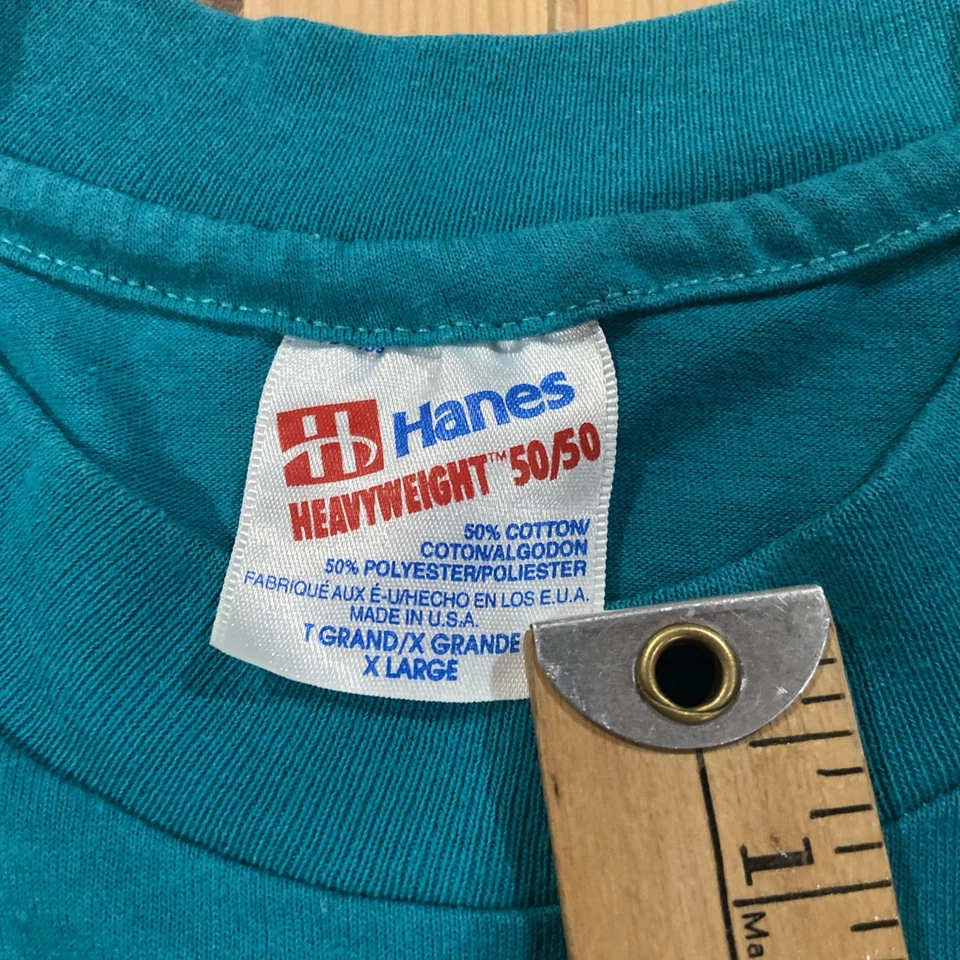 Hanes
HEAVYWEIGHT™ 50/50
50% COTTON/
COTON/ALGODON
50% POLYESTER/POLIESTER
FABRIQUÉ AUX É-U/HECHO EN LOS E.U.A.
MADE IN U.S.A.
T GRAND/X GRANDE
X LARGE
1
Ma